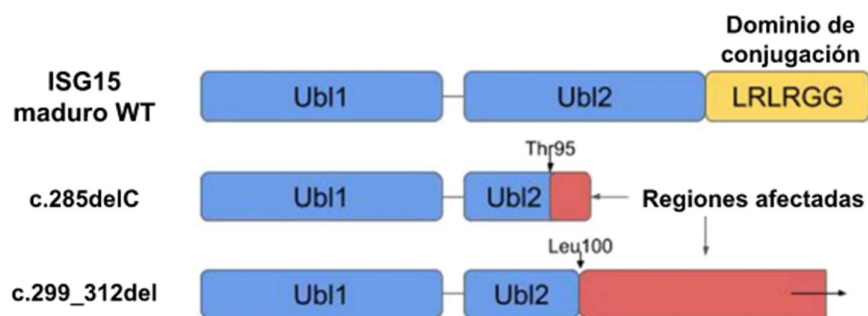 Dominio de
conjugación
ISG15
maduro WT
Ubl1
Ubl2
LRLRGG
Thr95
c.285delC
Ubl1
Ubl2
Regiones afectadas
Leu100
c.299_312del
Ubl1
Ubl2